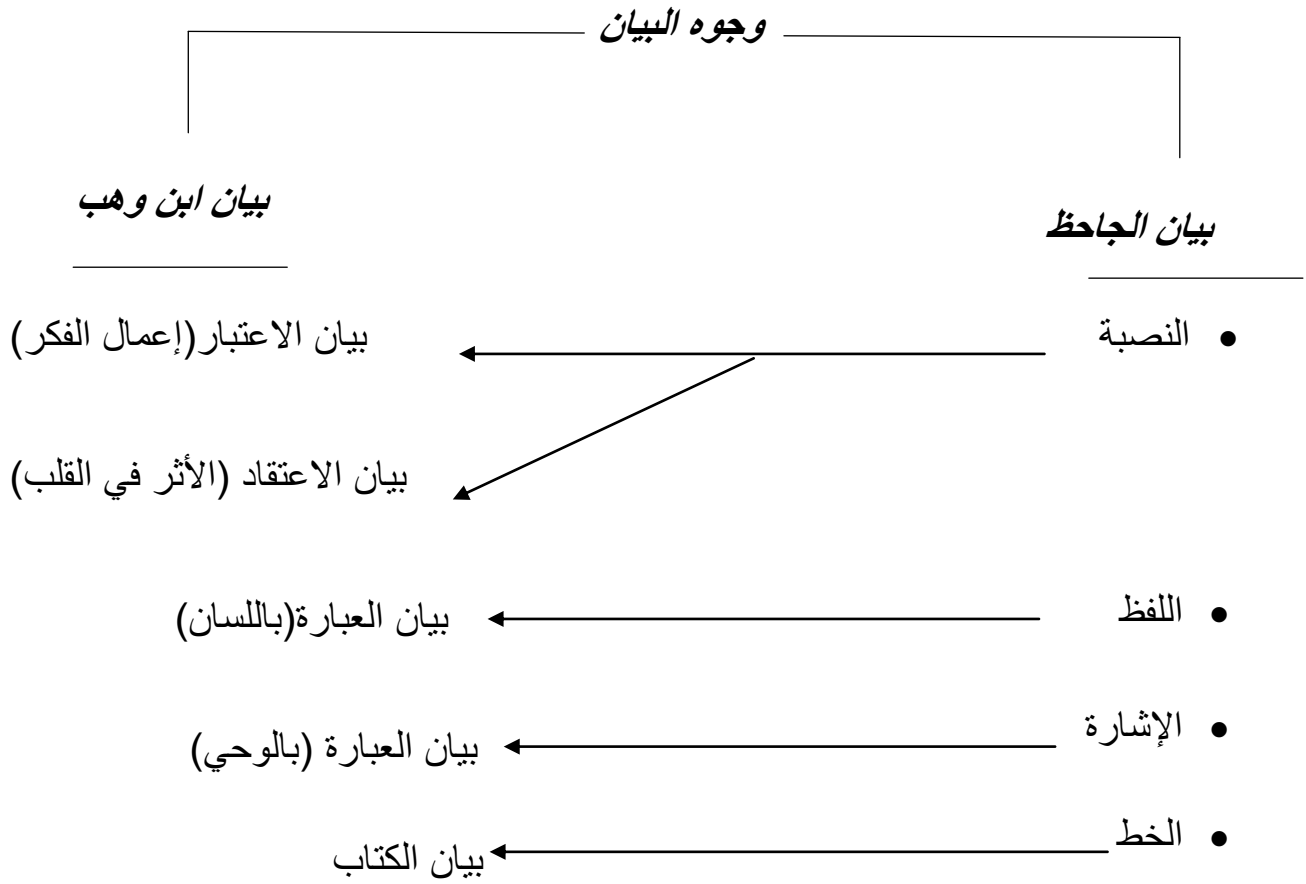 وجوه البيان
بيان الجاحظ
بيان ابن وهب
• النصبة
بيان الاعتبار(إعمال الفكر)
بيان الاعتقاد (الأثر في القلب)
• اللفظ
بيان العبارة(باللسان)
• الإشارة
بيان العبارة (بالوحي)
• الخط
بيان الكتاب